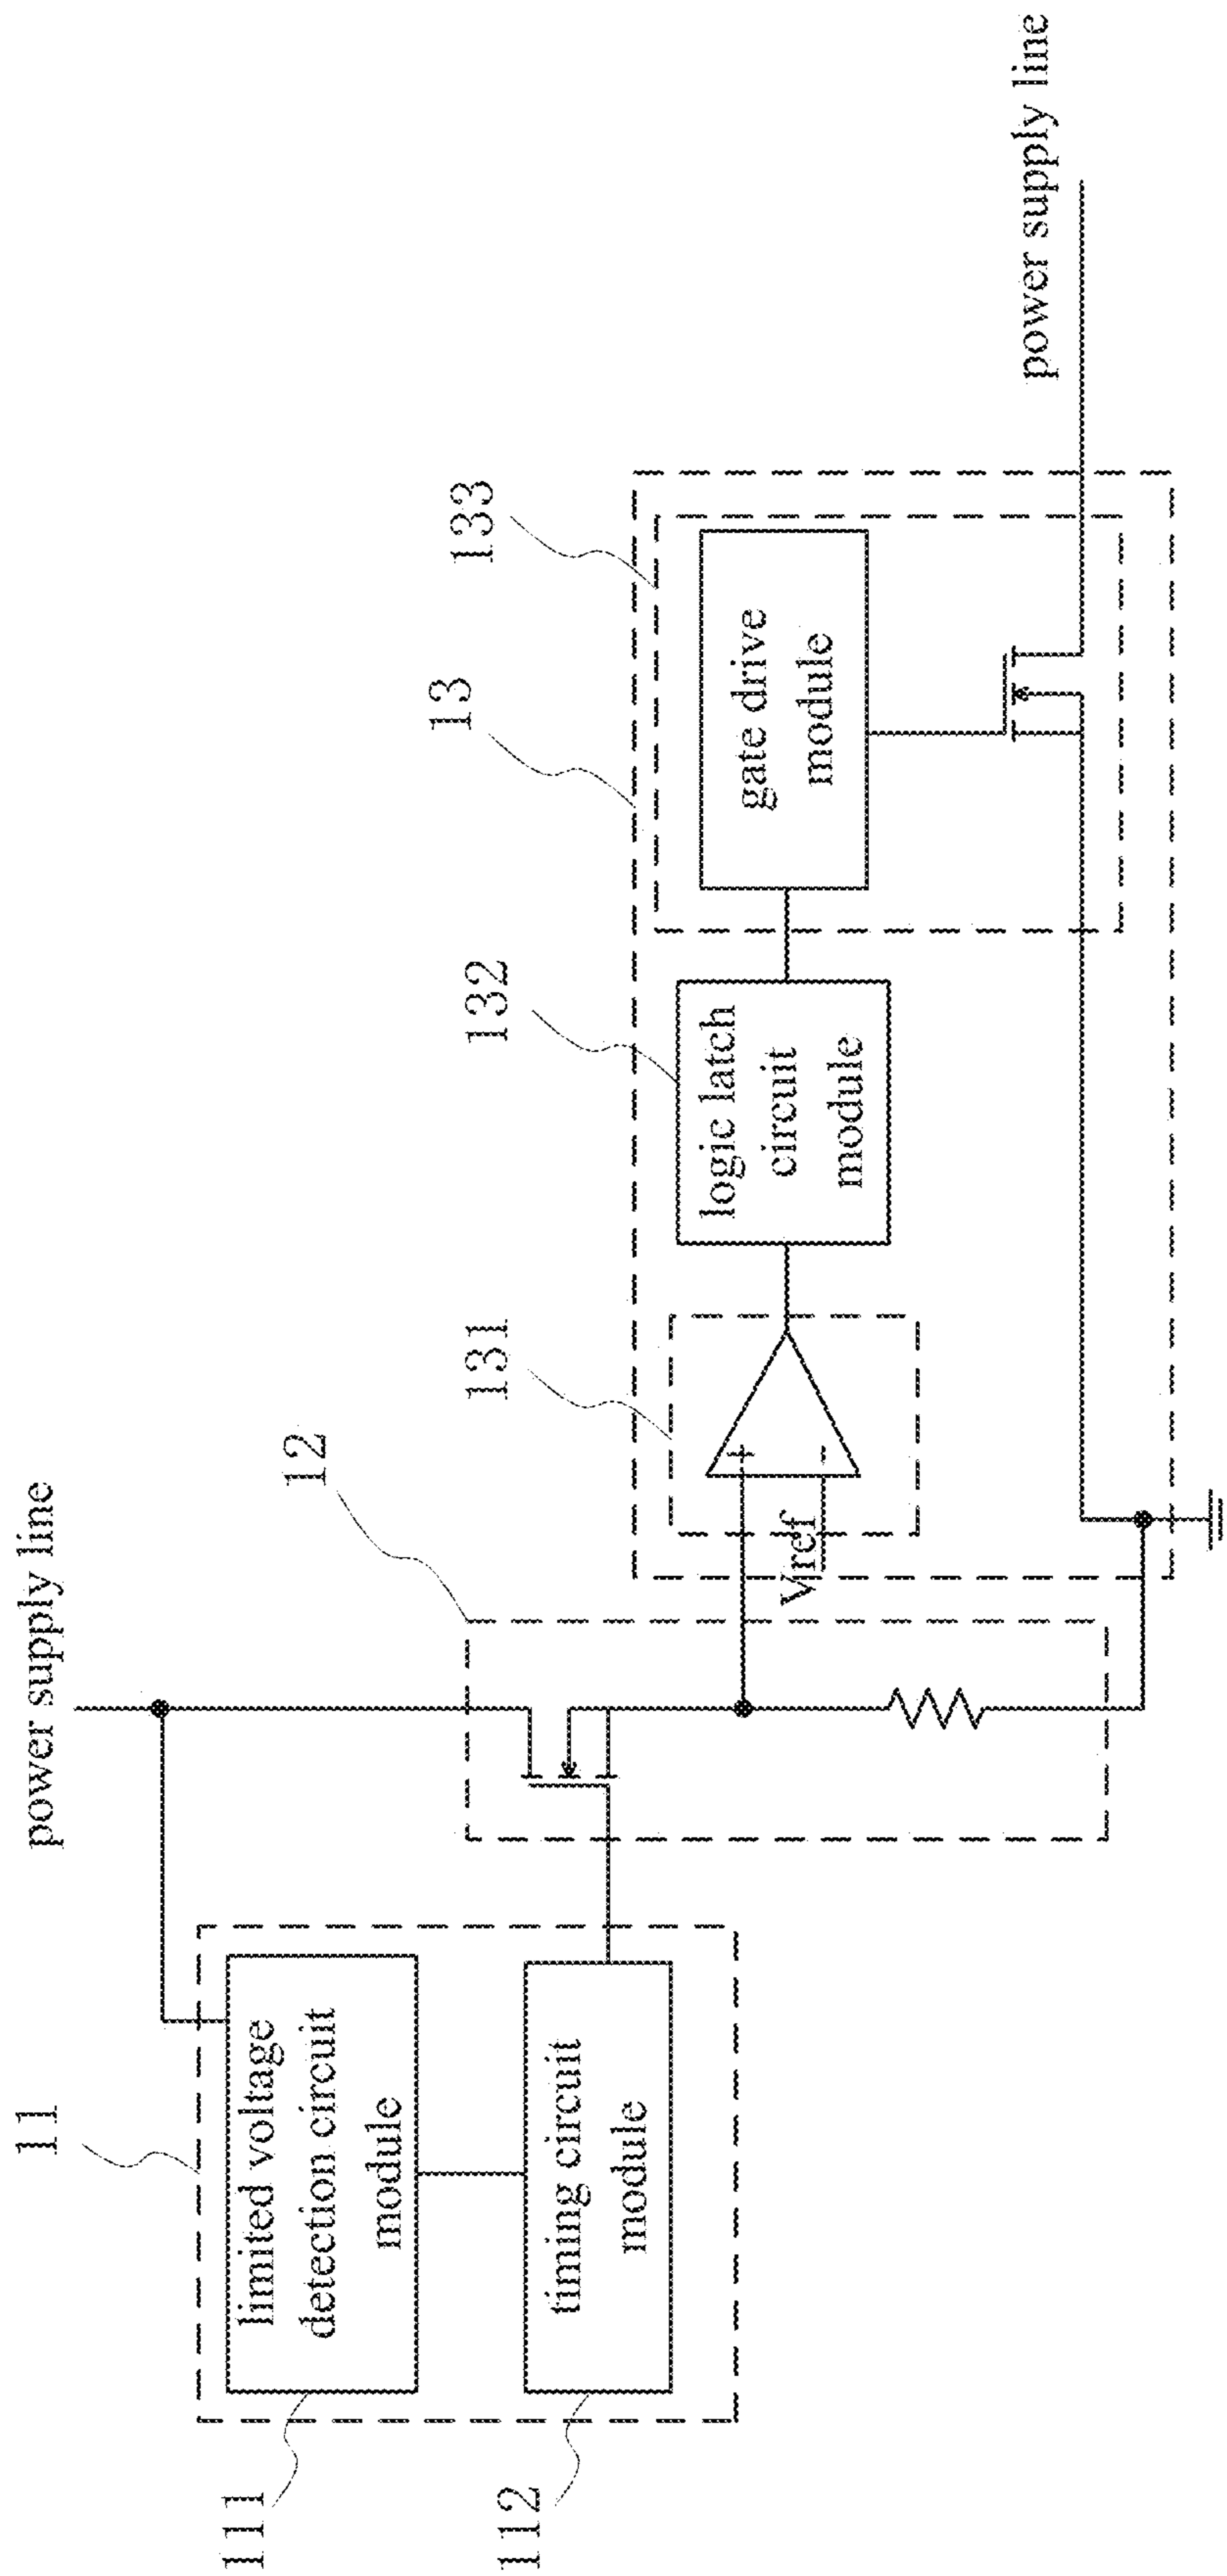 power supply line
11
12
111
limited voltage
detection circuit
module
112
timing circuit
module
13
131
Vref
+
-
132
logic latch
circuit
module
133
gate drive
module
power supply line